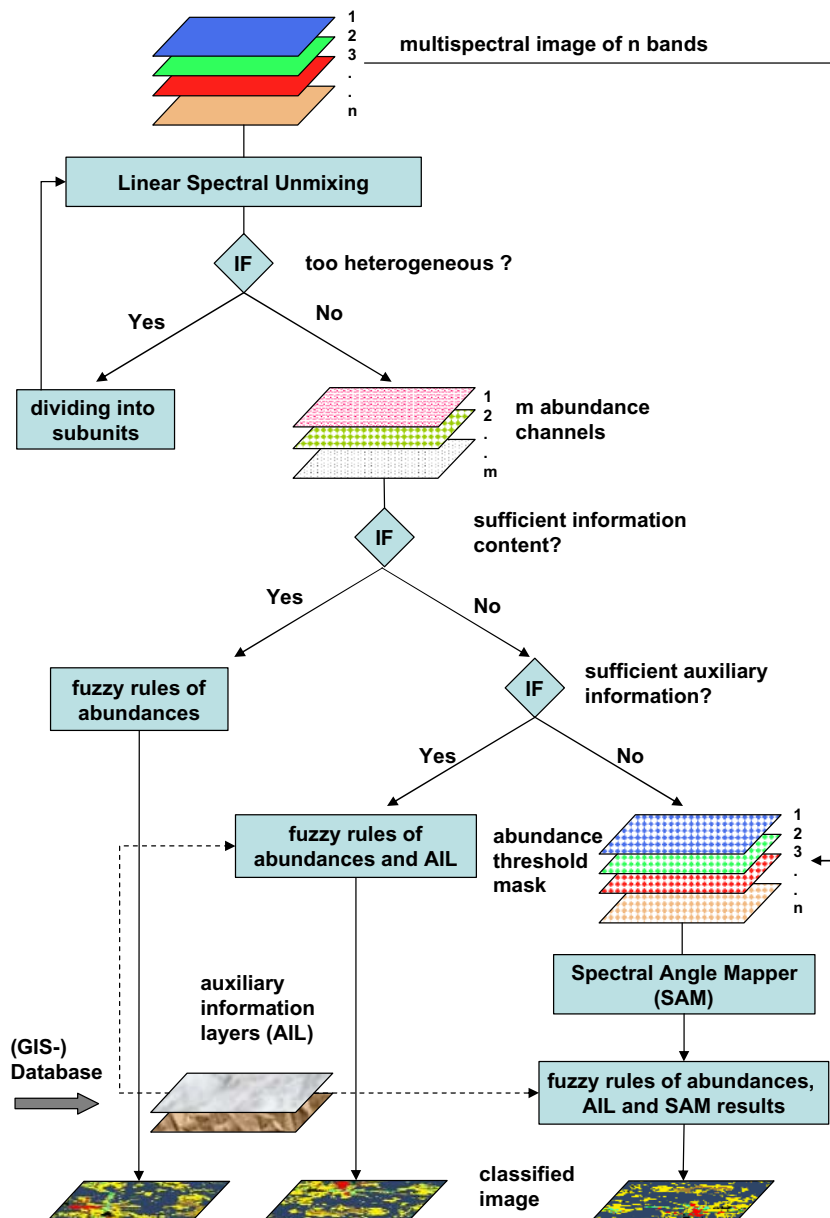 1
2
3
.
.
n
multispectral image of n bands
Linear Spectral Unmixing
IF
too heterogeneous ?
Yes
No
dividing into
subunits
1
2
.
.
m
m abundance
channels
IF
sufficient information
content?
Yes
No
fuzzy rules of
abundances
IF
sufficient auxiliary
information?
Yes
No
fuzzy rules of
abundances and AIL
abundance
threshold
mask
1
2
3
.
.
n
Spectral Angle Mapper
(SAM)
auxiliary
information
layers (AIL)
(GIS-)
Database
fuzzy rules of abundances,
AIL and SAM results
classified
image